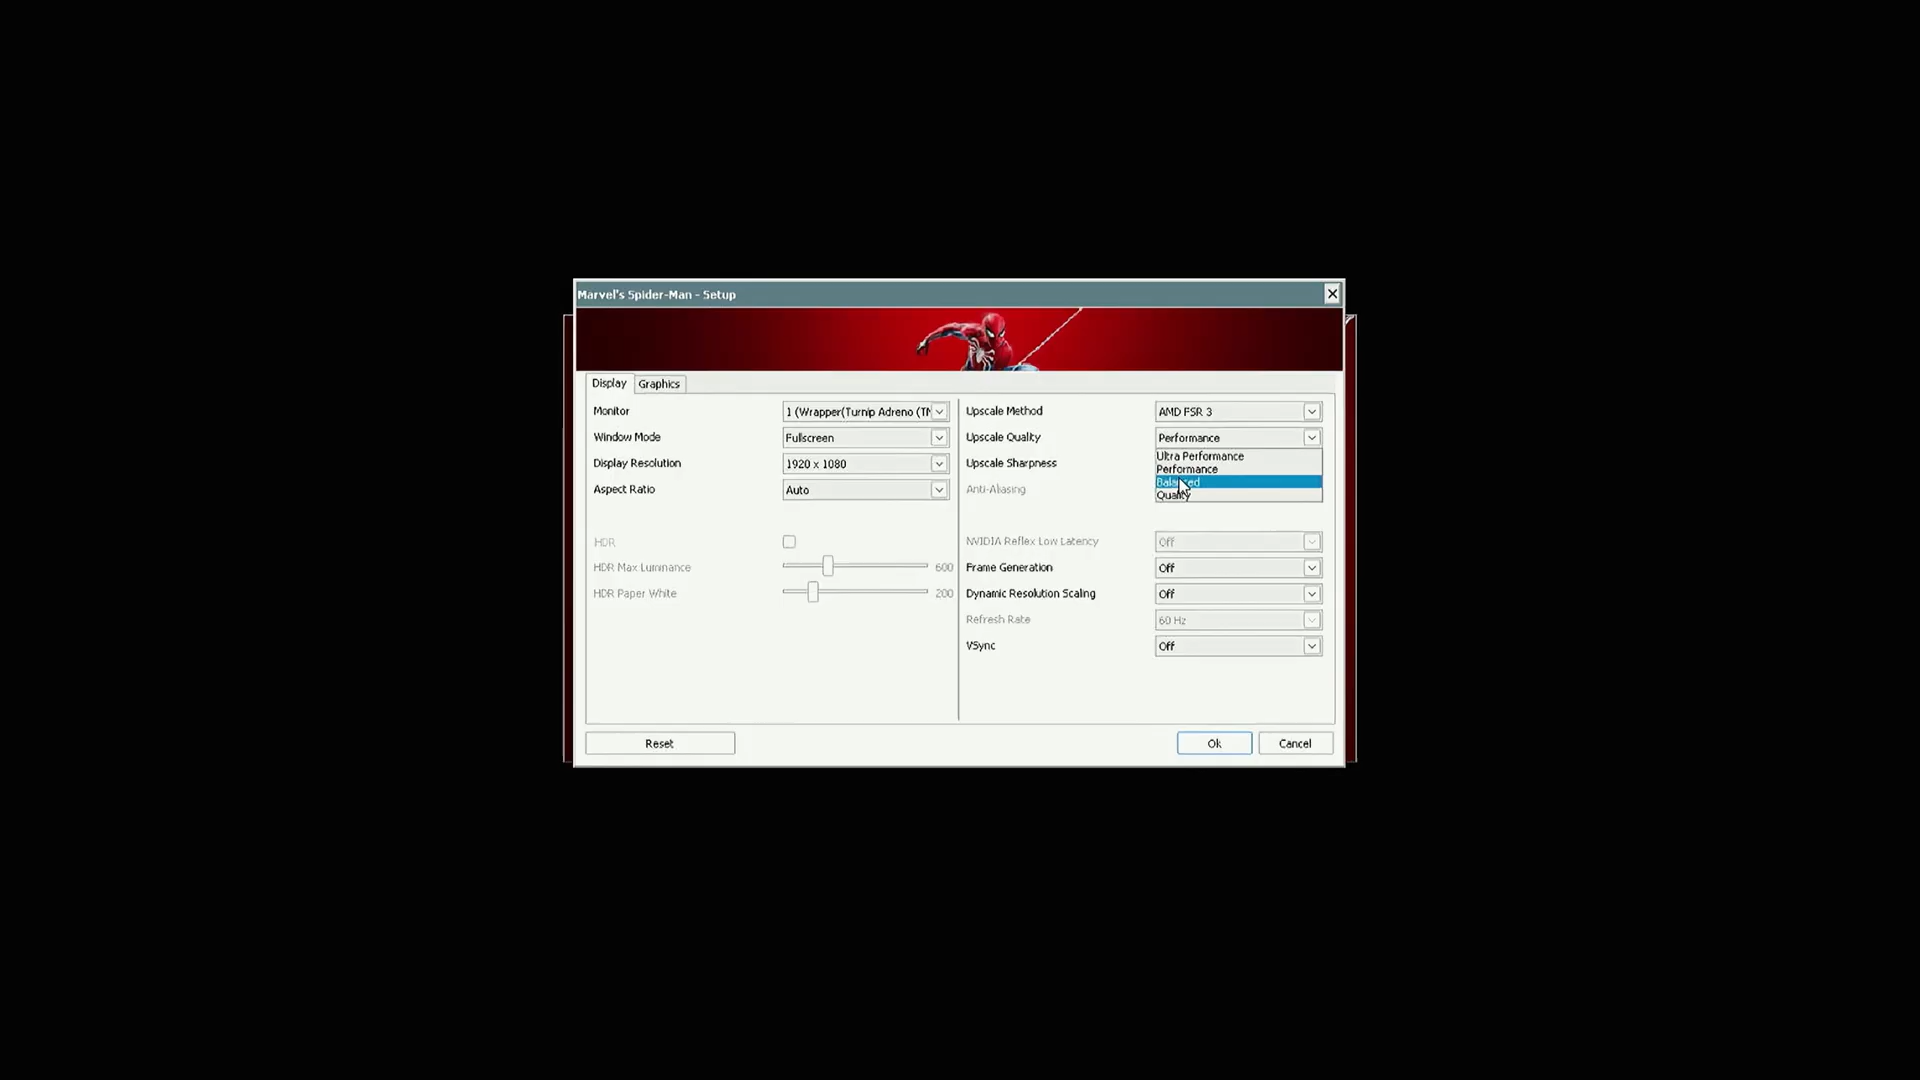 Marvel's Spider-Man - Setup
Display
Graphics
Monitor
1 (Wrapper(Turnip Adreno (TM
Window Mode
Fullscreen
Display Resolution
1920 x 1080
Aspect Ratio
Auto
HDR
HDR Max Luminance
600
HDR Paper White
200
Upscale Method
AMD FSR 3
Upscale Quality
Performance
Ultra Performance
Performance
Balanced
Quality
Upscale Sharpness
Anti-Aliasing
NVIDIA Reflex Low Latency
Off
Frame Generation
Off
Dynamic Resolution Scaling
Off
Refresh Rate
60 Hz
VSync
Off
Reset
Ok
Cancel